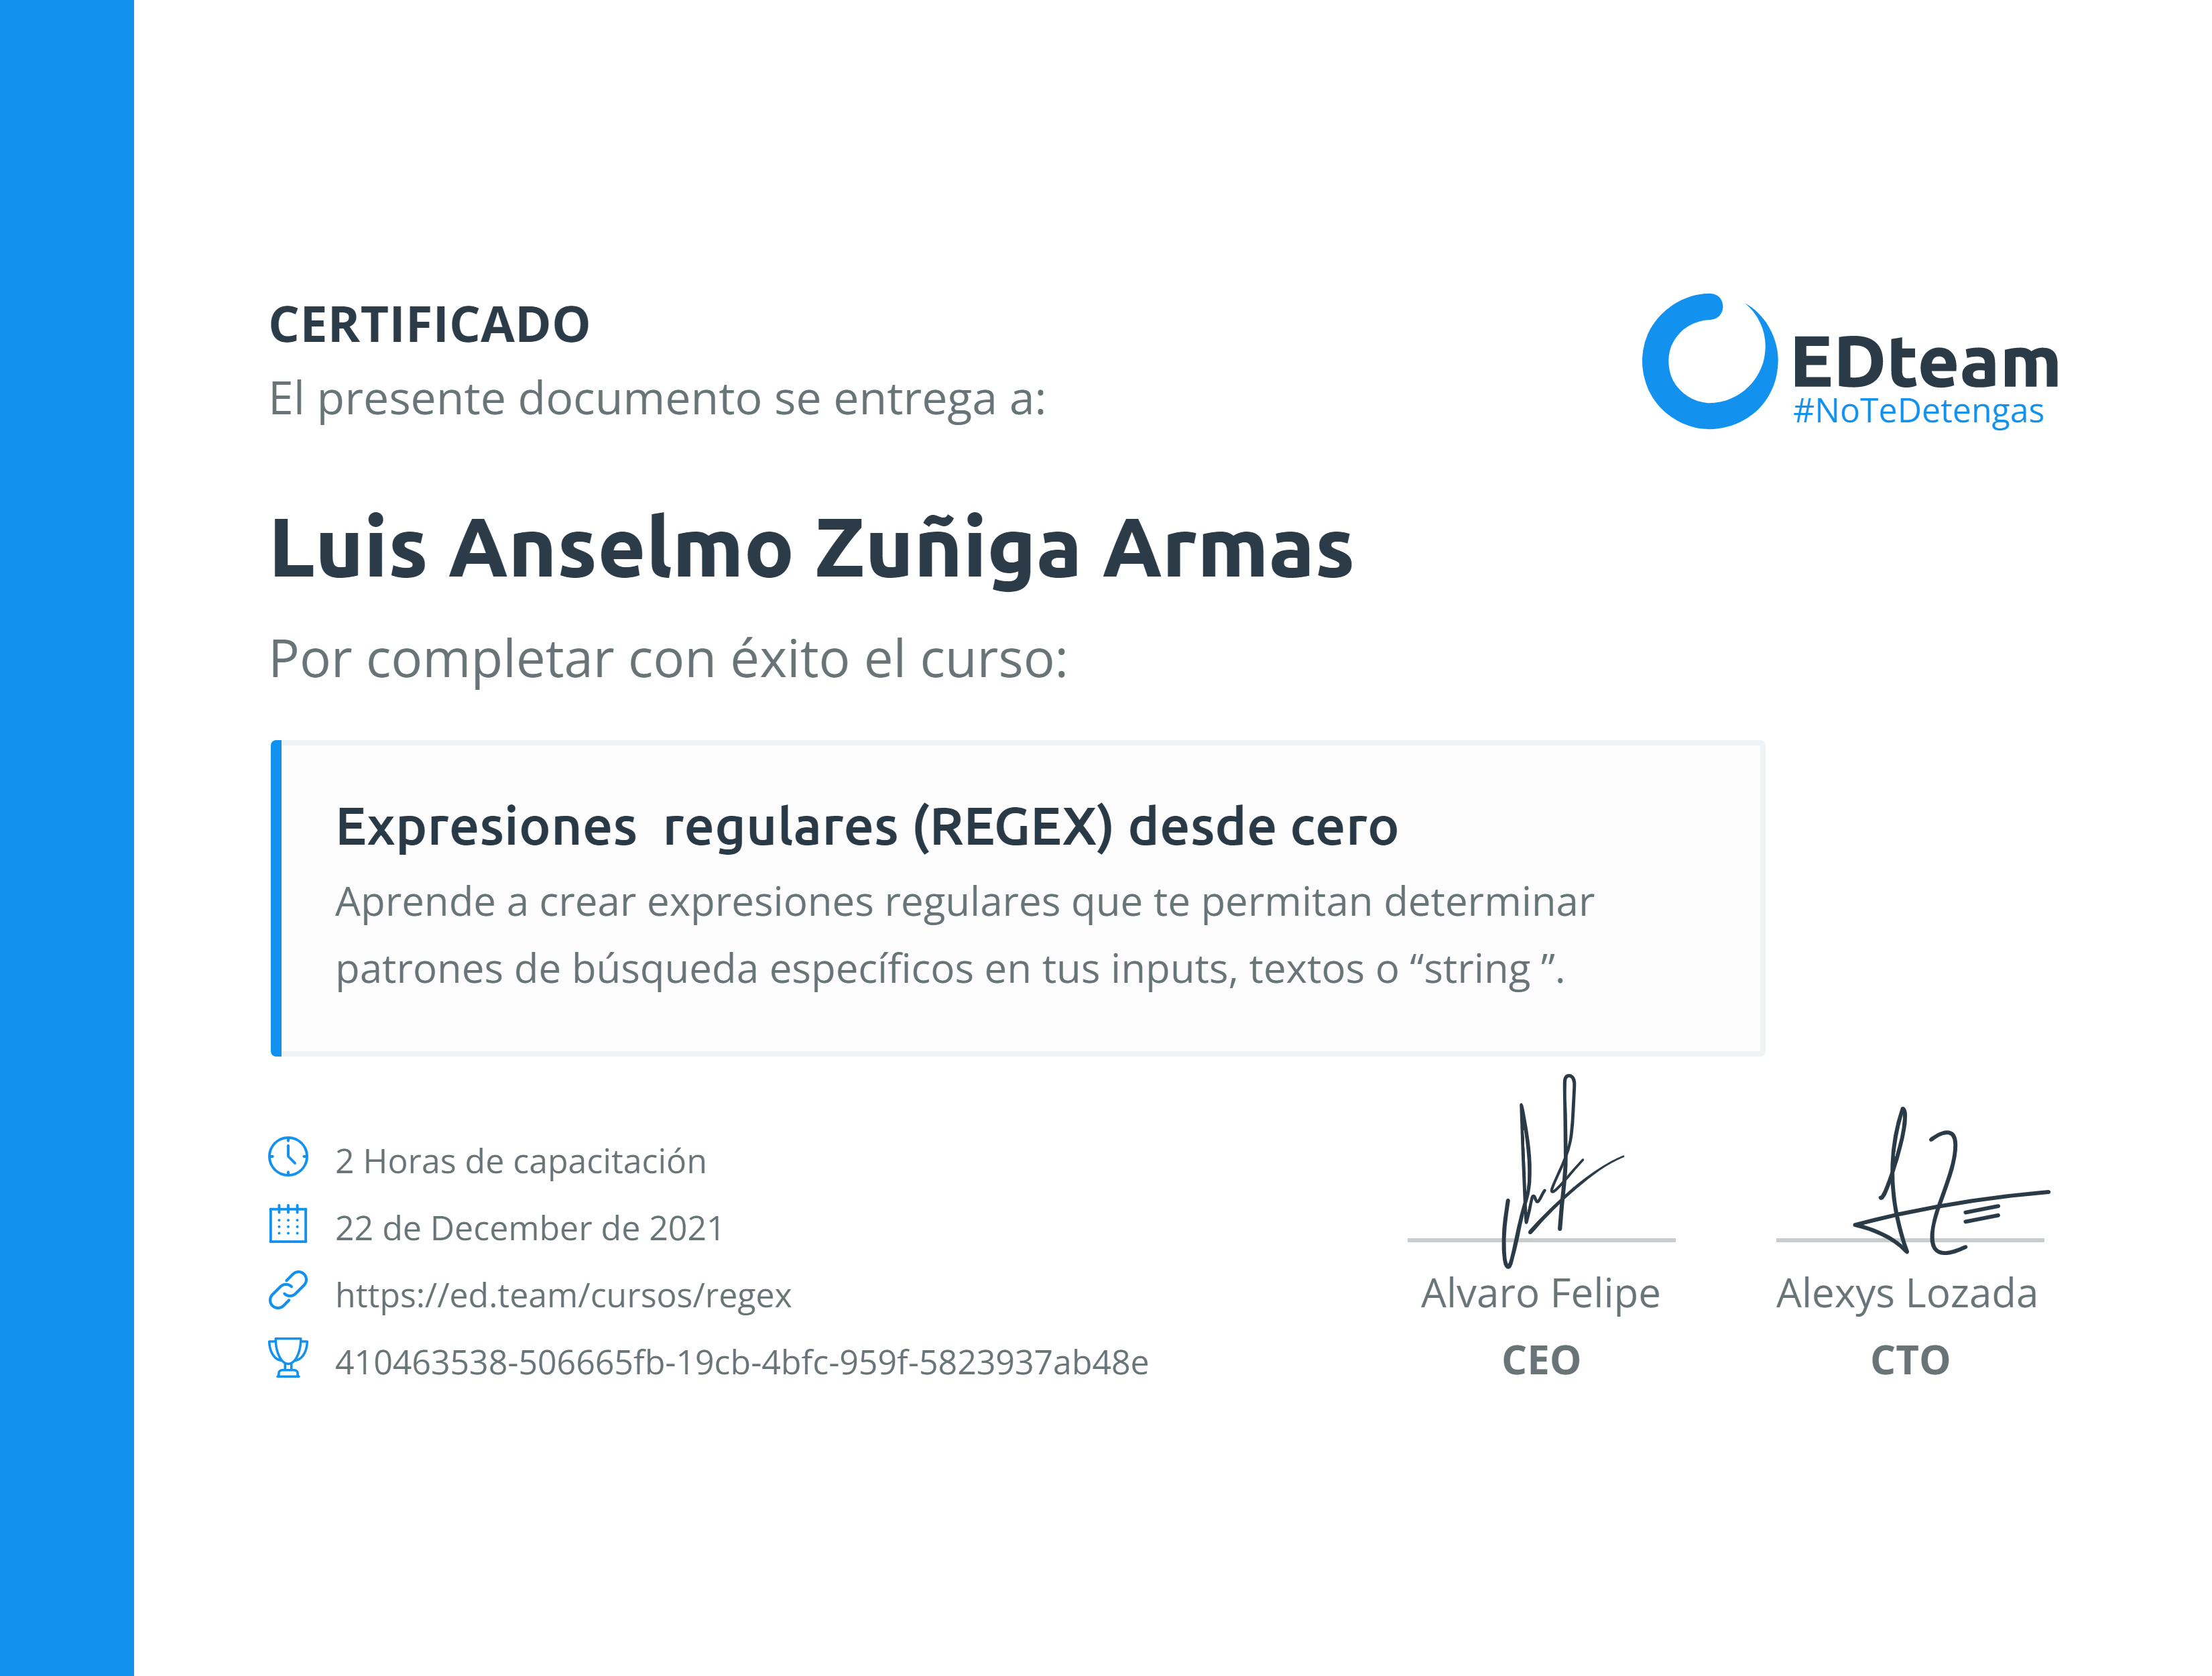 CERTIFICADO
El presente documento se entrega a:
EDteam
#NoTeDetengas
Luis Anselmo Zuñiga Armas
Por completar con éxito el curso:
Expresiones  regulares (REGEX) desde cero
Aprende a crear expresiones regulares que te permitan determinar
patrones de búsqueda específicos en tus inputs, textos o “string ”.
2 Horas de capacitación
22 de December de 2021
https://ed.team/cursos/regex
410463538-506665fb-19cb-4bfc-959f-5823937ab48e
Alvaro Felipe
CEO
Alexys Lozada
CTO